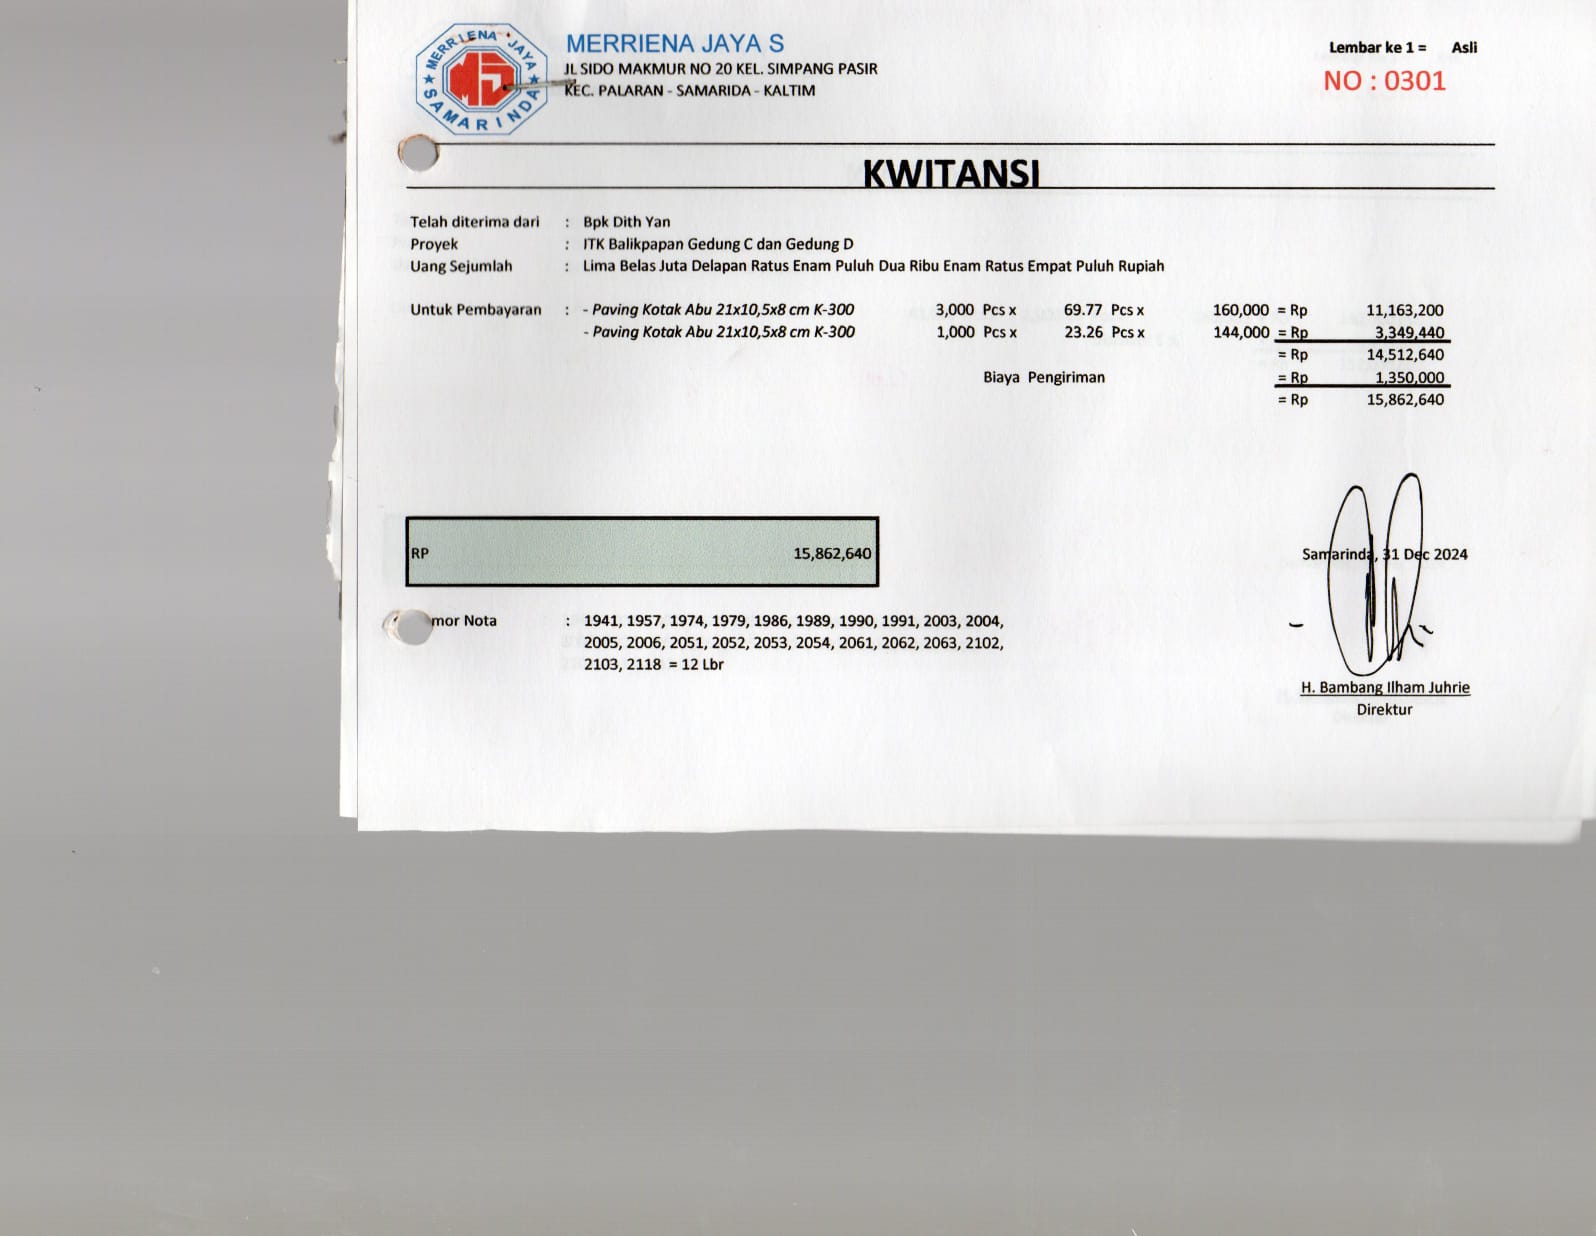 MERRIENA JAYA
SAMARINDA
MERRIENA JAYA S
JL SIDO MAKMUR NO 20 KEL. SIMPANG PASIR
KEC. PALARAN - SAMARIDA - KALTIM
Lembar ke 1 = Asli
NO : 0301
KWITANSI
Telah diterima dari : Bpk Dith Yan
Proyek : ITK Balikpapan Gedung C dan Gedung D
Uang Sejumlah : Lima Belas Juta Delapan Ratus Enam Puluh Dua Ribu Enam Ratus Empat Puluh Rupiah
Untuk Pembayaran : - Paving Kotak Abu 21x10,5x8 cm K-300 3,000 Pcs x 69.77 Pcs x 160,000 = Rp 11,163,200
- Paving Kotak Abu 21x10,5x8 cm K-300 1,000 Pcs x 23.26 Pcs x 144,000 = Rp 3,349,440
= Rp 14,512,640
Biaya Pengiriman = Rp 1,350,000
= Rp 15,862,640
RP 15,862,640
Samarinda, 31 Dec 2024
mor Nota : 1941, 1957, 1974, 1979, 1986, 1989, 1990, 1991, 2003, 2004,
2005, 2006, 2051, 2052, 2053, 2054, 2061, 2062, 2063, 2102,
2103, 2118 = 12 Lbr
H. Bambang Ilham Juhrie
Direktur